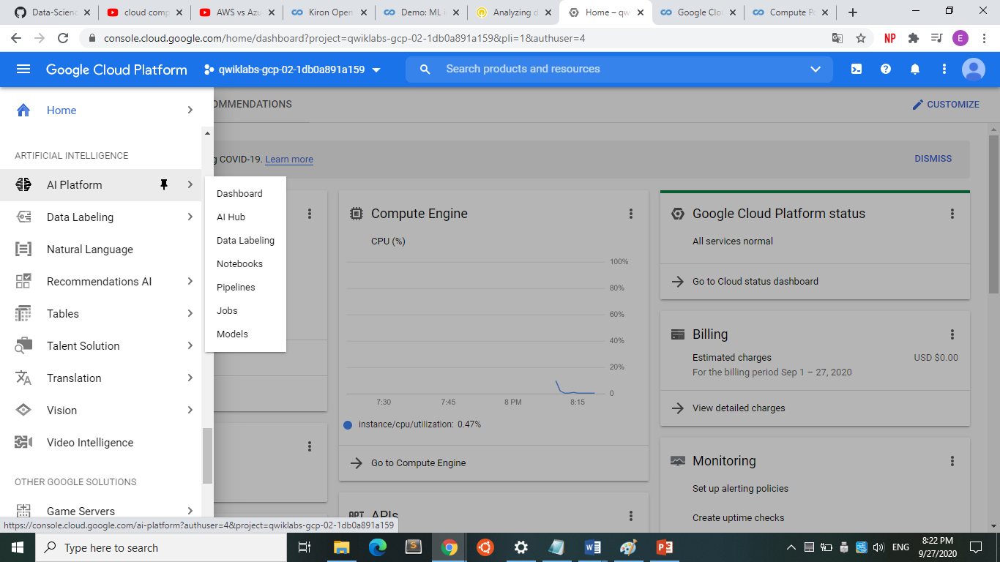 Data-Scienc
cloud comp
AWS vs Azu
Kiron Open
Demo: ML i
Analyzing d
Home – qw
Google Clo
Compute Po
console.cloud.google.com/home/dashboard?project=qwiklabs-gcp-02-1db0a891a159&pli=1&authuser=4
NP
E
Google Cloud Platform
qwiklabs-gcp-02-1db0a891a159
Search products and resources
Home
OMMENDATIONS
CUSTOMIZE
ARTIFICIAL INTELLIGENCE
AI Platform
Data Labeling
Natural Language
Recommendations AI
Tables
Talent Solution
Translation
Vision
Video Intelligence
OTHER GOOGLE SOLUTIONS
Game Servers
Dashboard
AI Hub
Data Labeling
Notebooks
Pipelines
Jobs
Models
g COVID-19. Learn more
DISMISS
Compute Engine
CPU (%)
100%
80%
60%
40%
20%
0
7:30 7:45 8 PM 8:15
instance/cpu/utilization: 0.47%
Go to Compute Engine
APIs
Google Cloud Platform status
All services normal
Go to Cloud status dashboard
Billing
Estimated charges USD $0.00
For the billing period Sep 1 – 27, 2020
View detailed charges
Monitoring
Set up alerting policies
Create uptime checks
https://console.cloud.google.com/ai-platform?authuser=4&project=qwiklabs-gcp-02-1db0a891a159
Type here to search
ENG
8:22 PM
9/27/2020